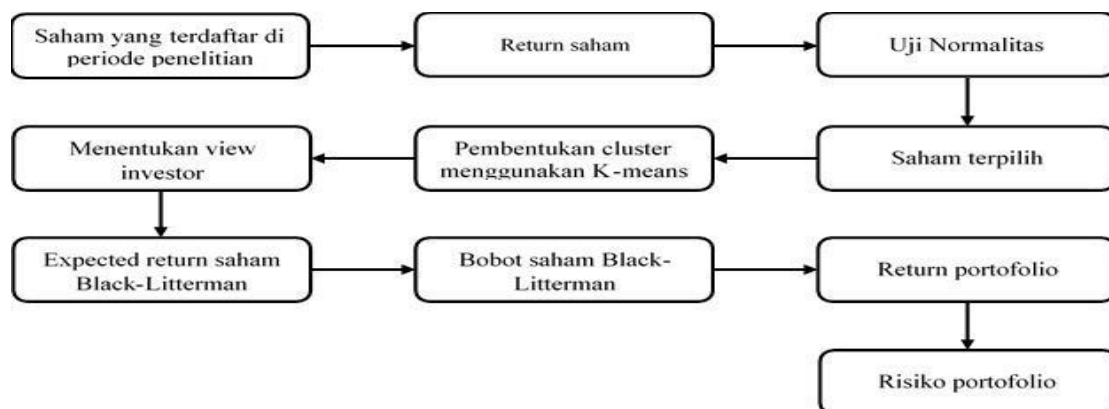 Saham yang terdaftar di
periode penelitian
Return saham
Uji Normalitas
Saham terpilih
Pembentukan cluster
menggunakan K-means
Menentukan view
investor
Expected return saham
Black-Litterman
Bobot saham Black-
Litterman
Return portofolio
Risiko portofolio